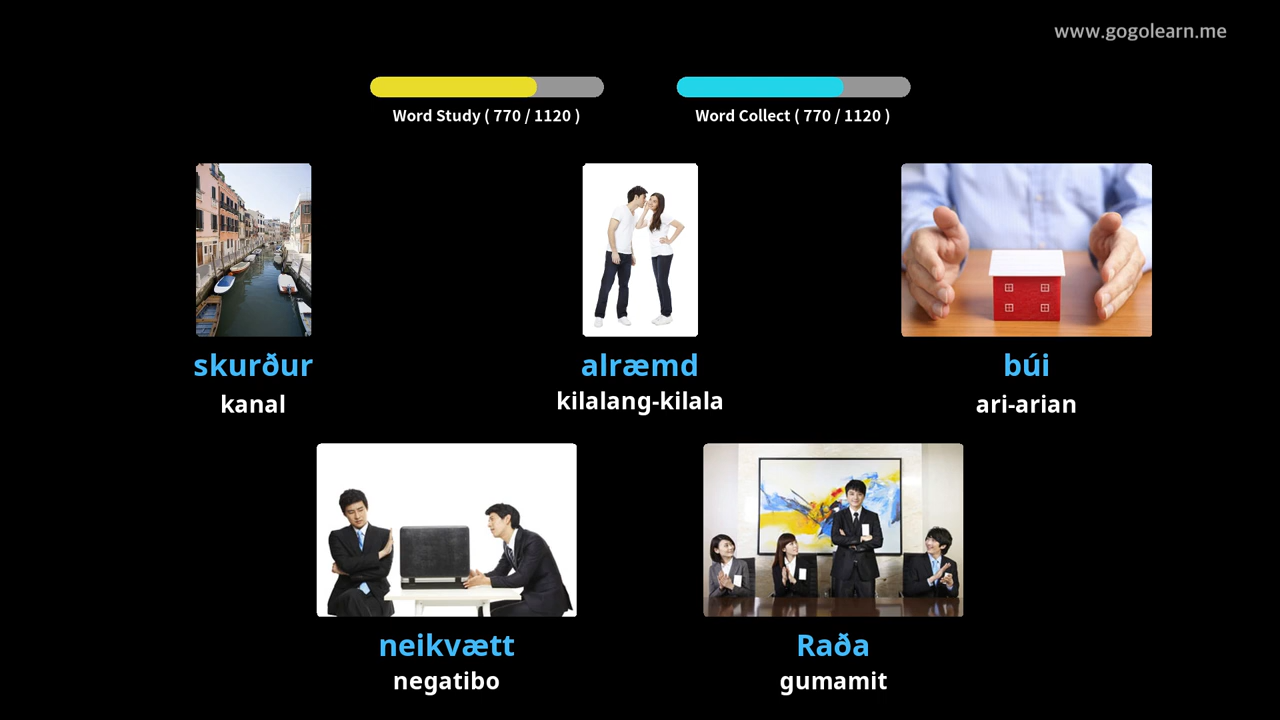 www.gogolearn.me
Word Study ( 770 / 1120 )
Word Collect ( 770 / 1120 )
skurður
kanal
alræmd
kilalang-kilala
búi
ari-arian
neikvætt
negatibo
Raða
gumamit